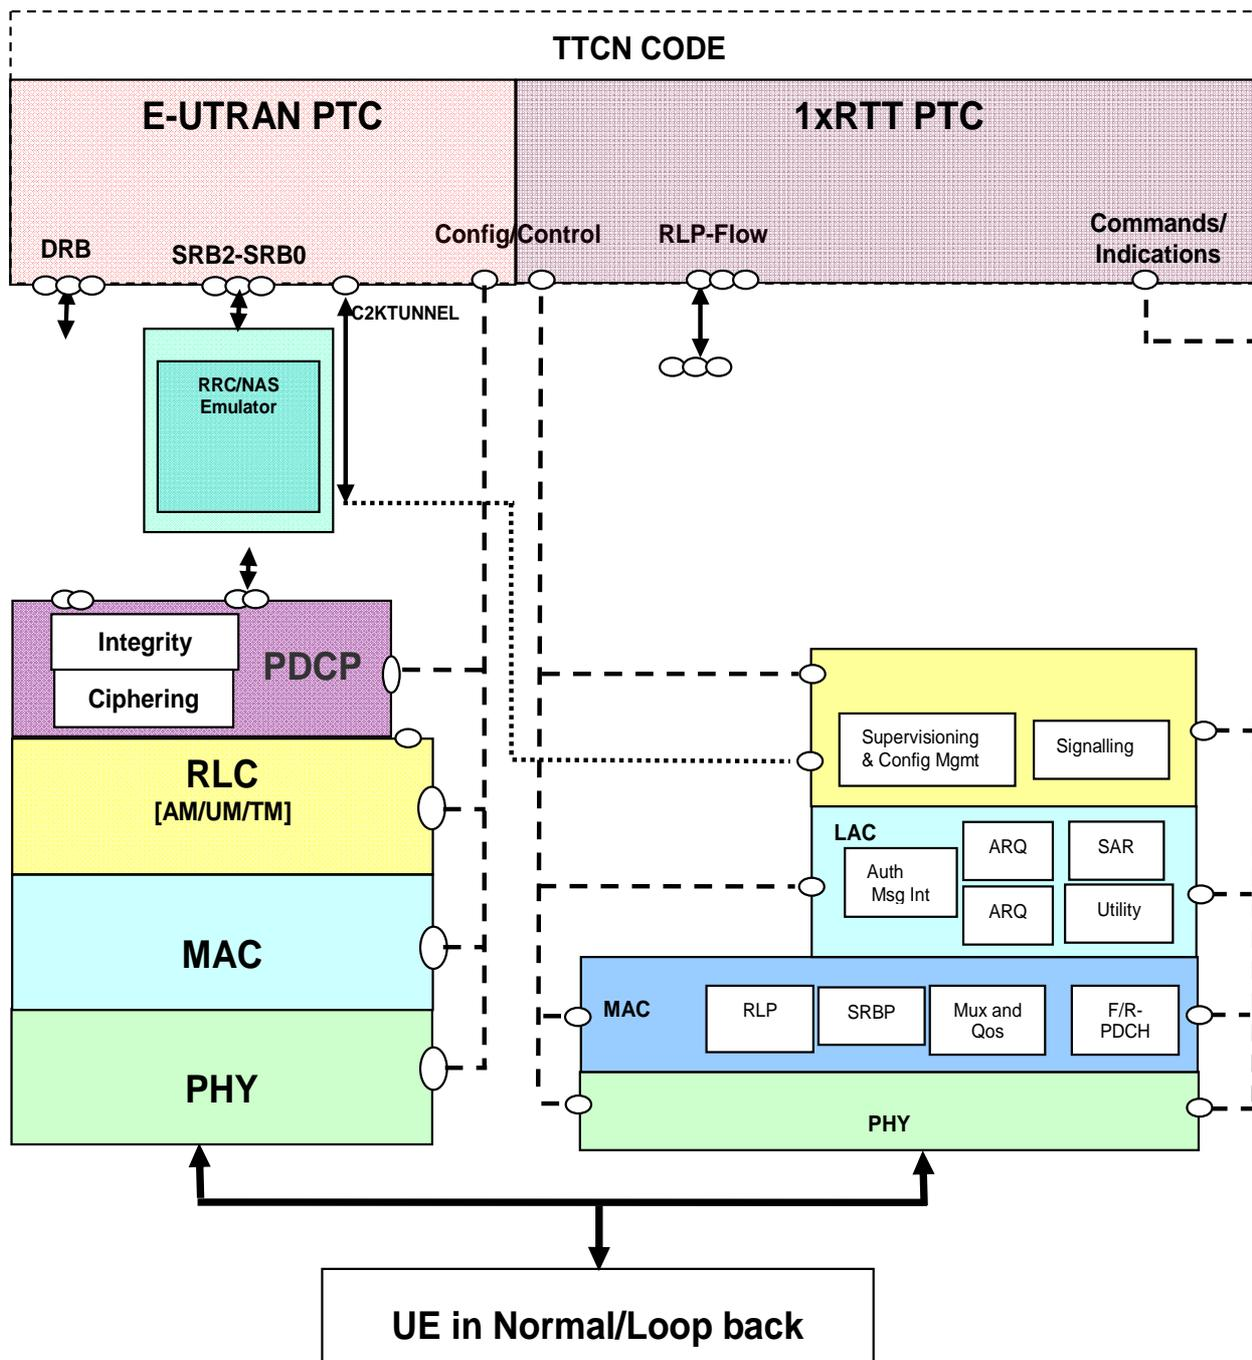 TTCN CODE
E-UTRAN PTC
1xRTT PTC
DRB
SRB2-SRB0
Config/Control
RLP-Flow
Commands/
Indications
C2KTUNNEL
RRC/NAS
Emulator
Integrity
Ciphering
PDCP
RLC
[AM/UM/TM]
MAC
PHY
Supervisioning
& Config Mgmt
Signalling
LAC
Auth
Msg Int
ARQ
SAR
ARQ
Utility
MAC
RLP
SRBP
Mux and
Qos
F/R-
PDCH
PHY
UE in Normal/Loop back